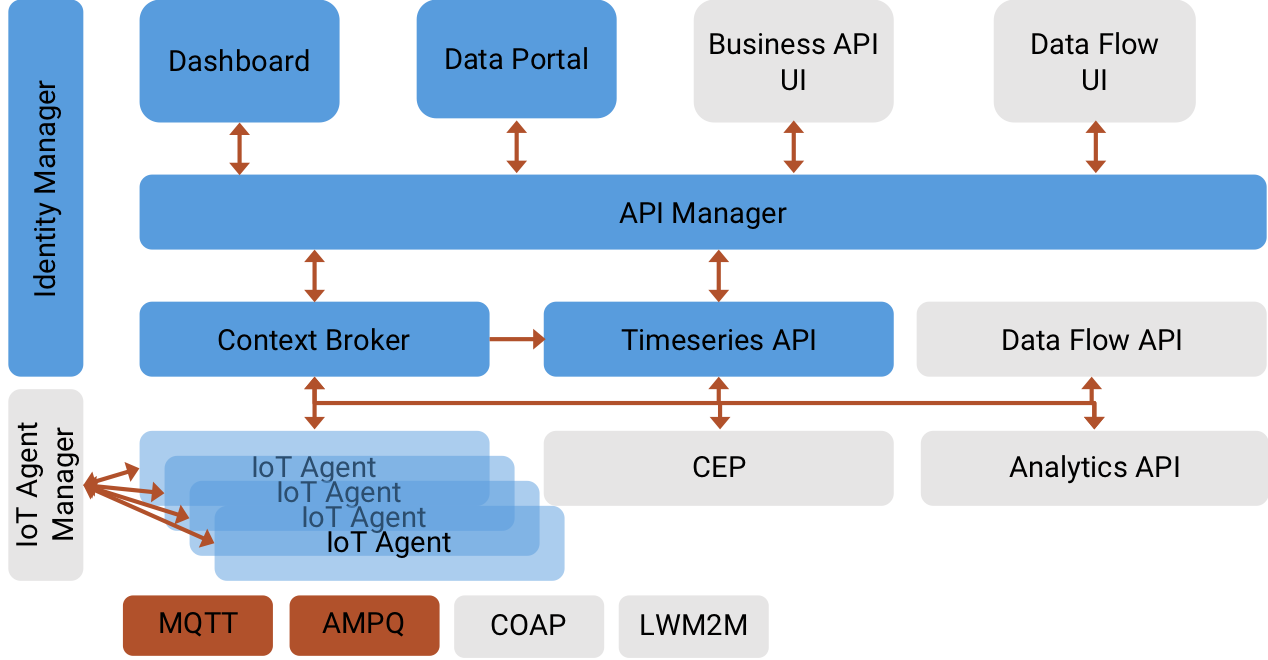 Identity Manager
Dashboard
Data Portal
Business API
UI
Data Flow
UI
API Manager
Context Broker
Timeseries API
Data Flow API
IoT Agent
Manager
IoT Agent
IoT Agent
IoT Agent
IoT Agent
CEP
Analytics API
MQTT
AMPQ
COAP
LWM2M